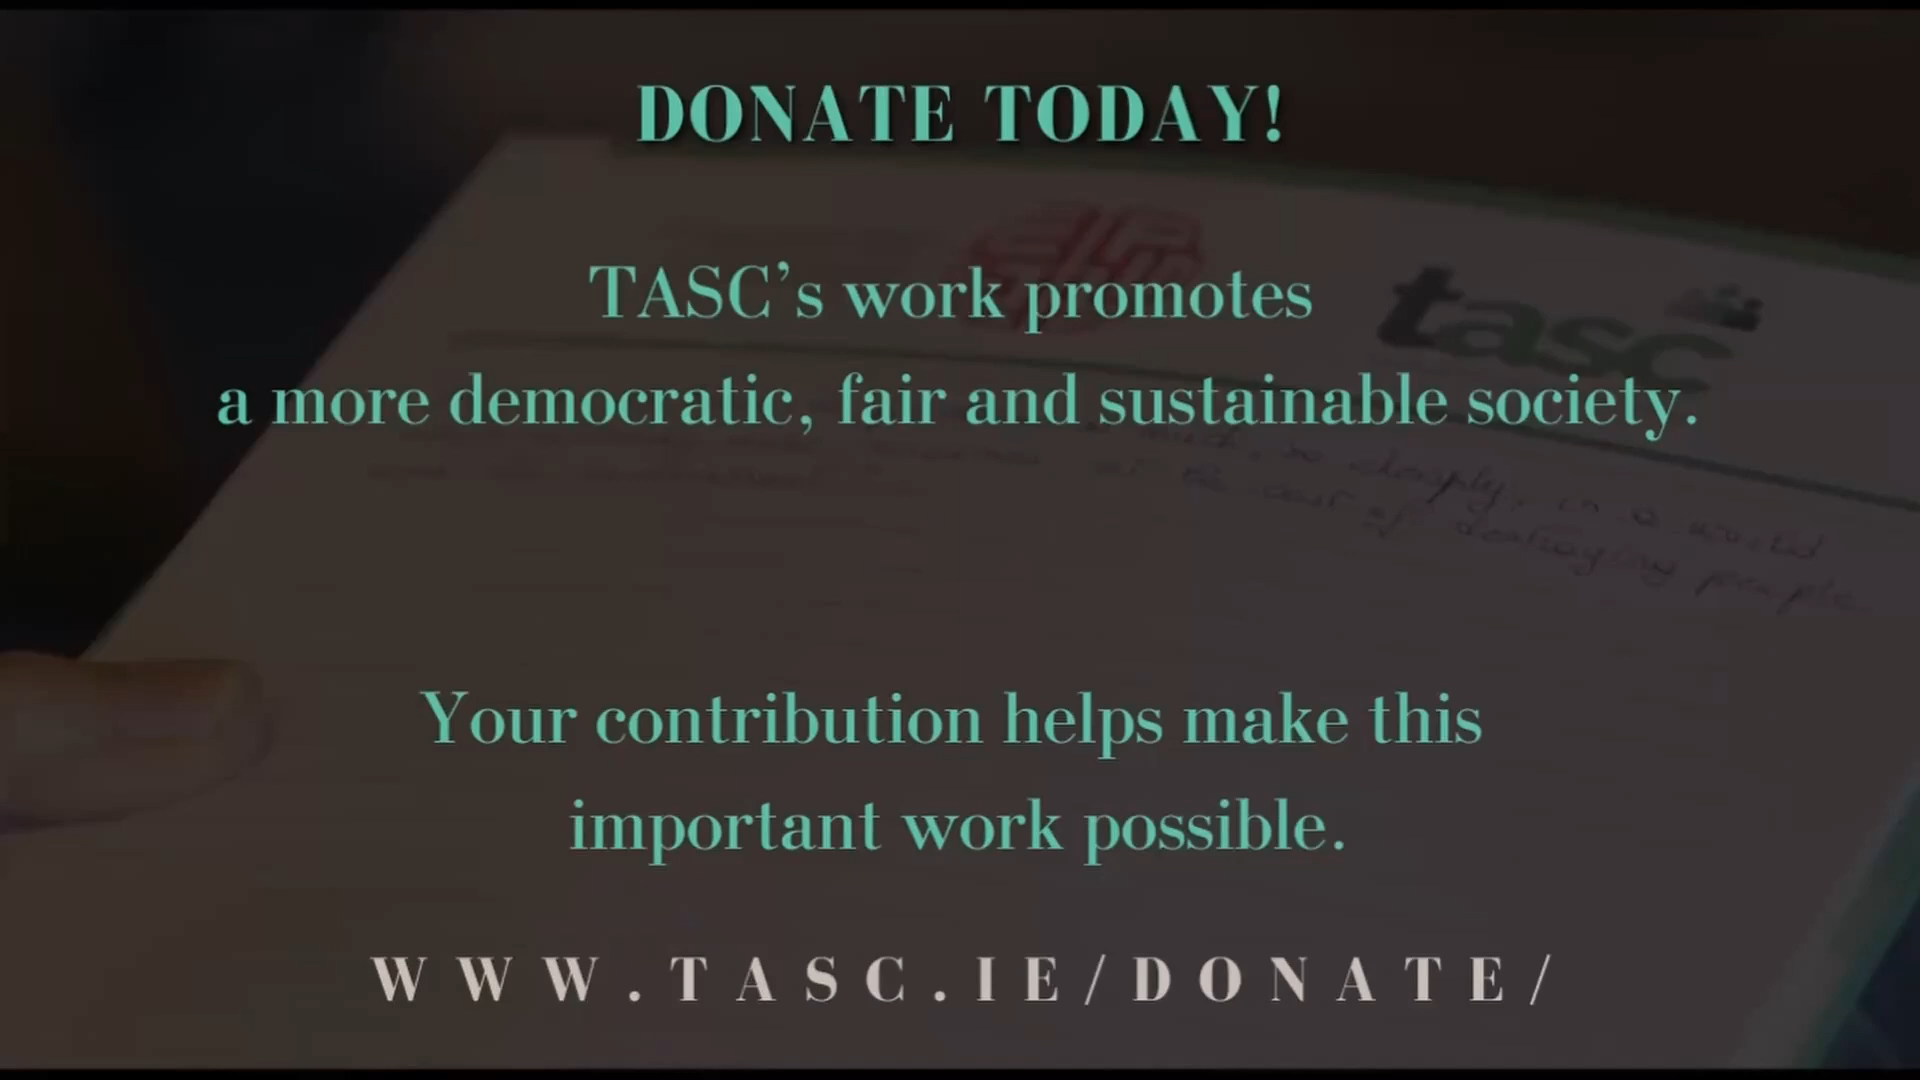 DONATE TODAY!
TASC's work promotes
tasc
a more democratic, fair and sustainable society.
Your contribution helps make this
important work possible.
WWW.TASC.IE/DONATE/